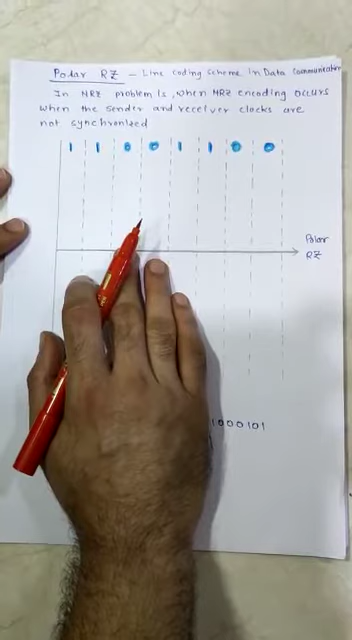 Polar RZ - Line coding scheme in Data Communication
In NRZ problem is, when NRZ encoding occurs
when the sender and receiver clocks are
not synchronized
1 1 0 0 1 1 0 0
Polar
RZ
1000101